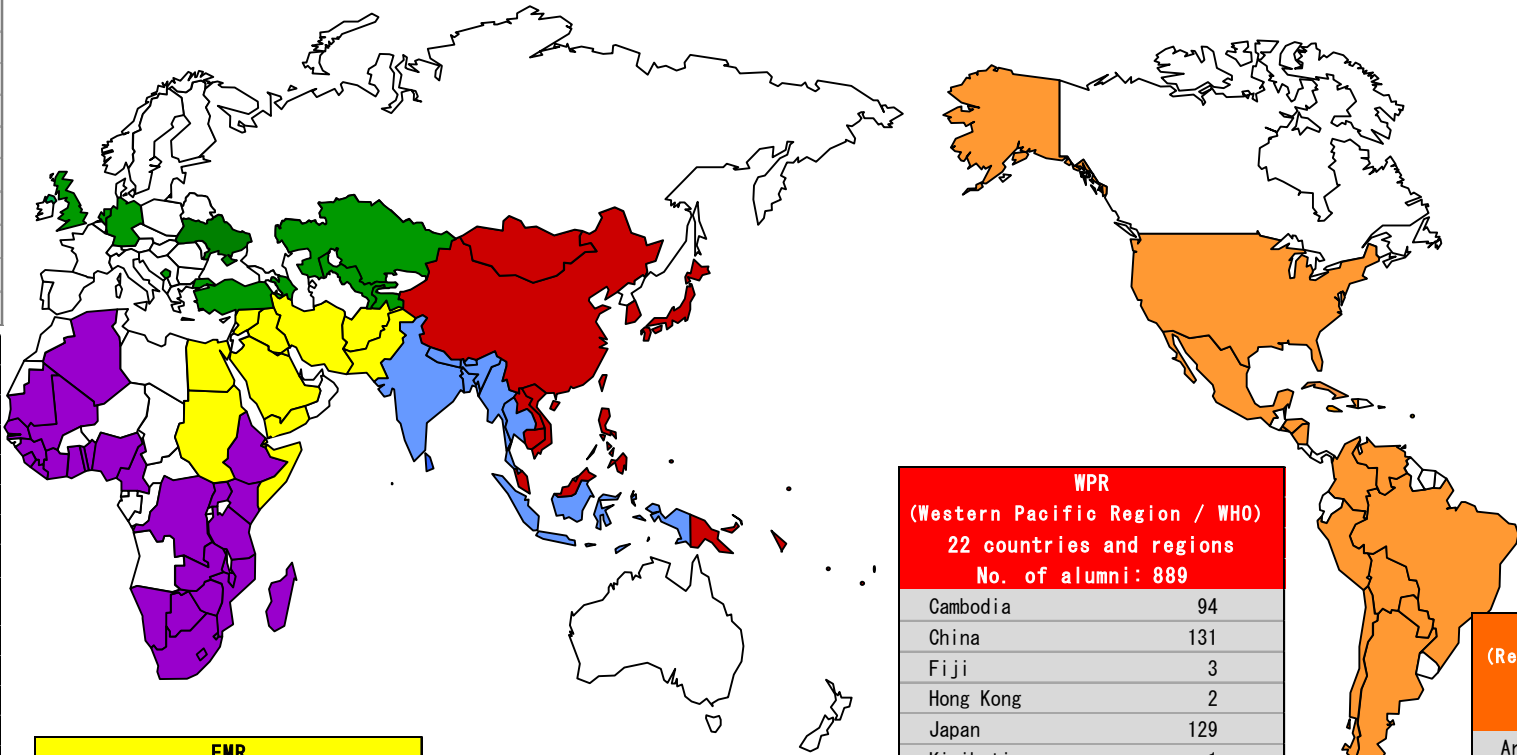 WPR
(Western Pacific Region / WHO)
22 countries and regions
No. of alumni: 889
Cambodia 94
China 131
Fiji 3
Hong Kong 2
Japan 129
(Re
EMR